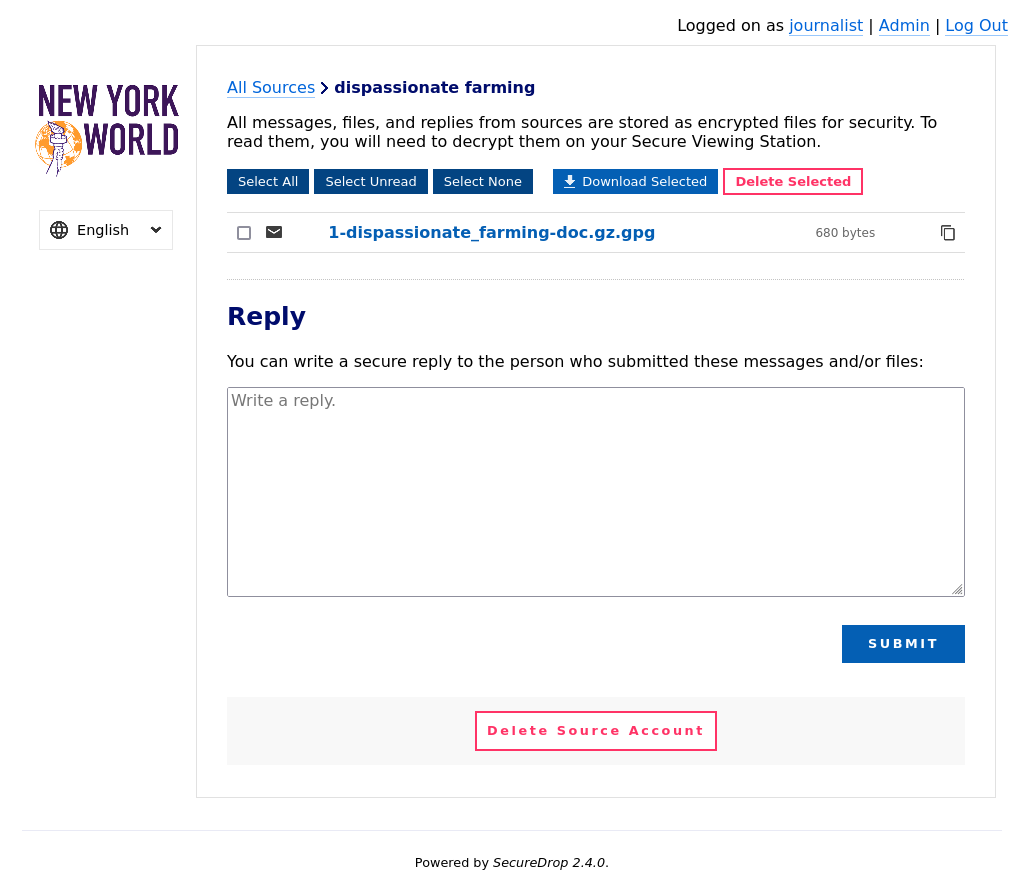 Logged on as journalist | Admin | Log Out
NEW YORK
WORLD
English
All Sources dispassionate farming
All messages, files, and replies from sources are stored as encrypted files for security. To
read them, you will need to decrypt them on your Secure Viewing Station.
Select All Select Unread Select None Download Selected Delete Selected
1-dispassionate_farming-doc.gz.gpg 680 bytes
Reply
You can write a secure reply to the person who submitted these messages and/or files:
Write a reply.
SUBMIT
Delete Source Account
Powered by SecureDrop 2.4.0.